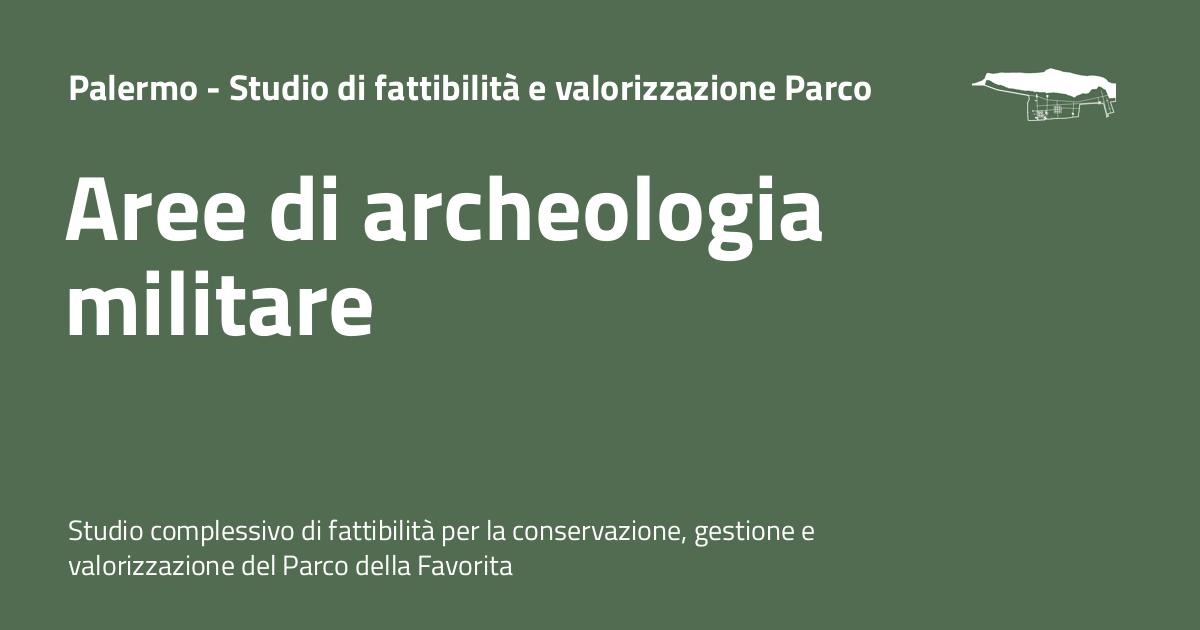 Palermo - Studio di fattibilità e valorizzazione Parco
Aree di archeologia
militare
Studio complessivo di fattibilità per la conservazione, gestione e
valorizzazione del Parco della Favorita